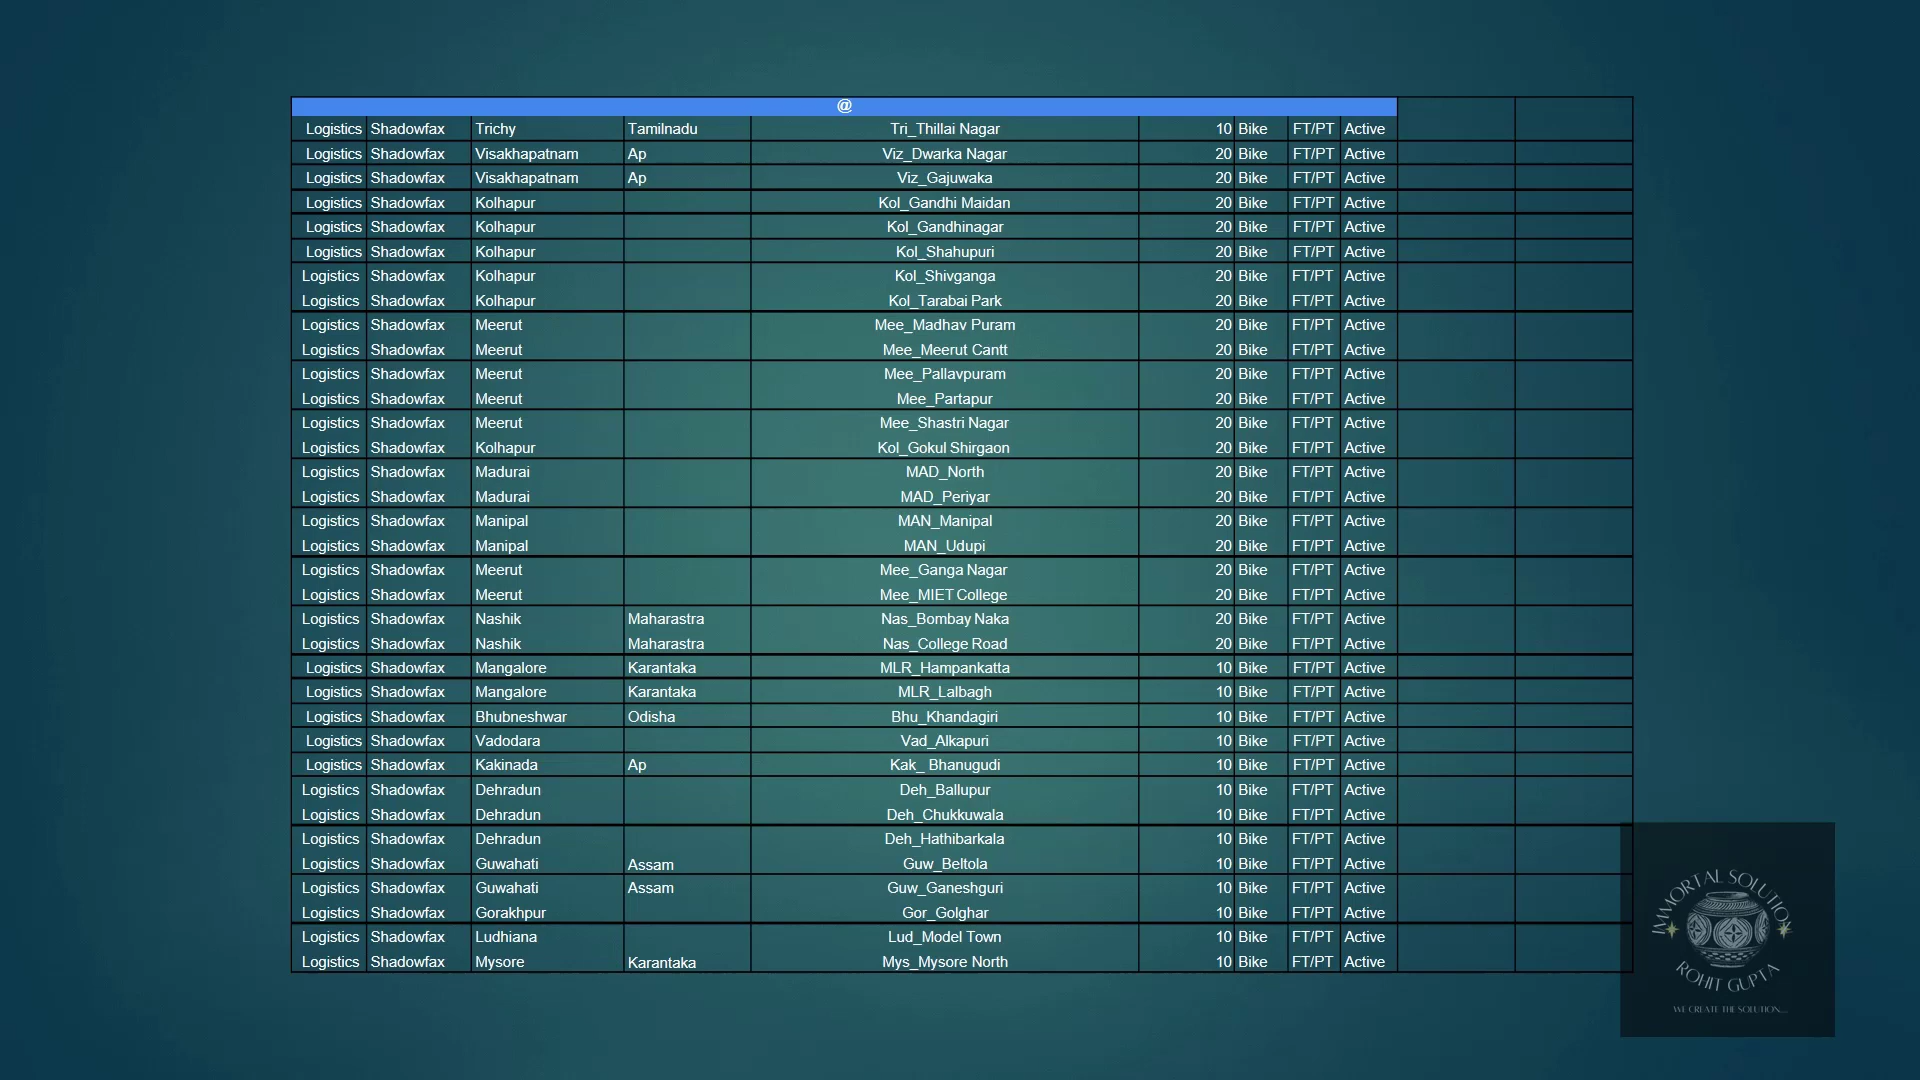 @
Logistics Shadowfax Trichy Tamilnadu Tri_Thillai Nagar 10 Bike FT/PT Active
Logistics Shadowfax Visakhapatnam Ap Viz_Dwarka Nagar 20 Bike FT/PT Active
Logistics Shadowfax Visakhapatnam Ap Viz_Gajuwaka 20 Bike FT/PT Active
Logistics Shadowfax Kolhapur Kol_Gandhi Maidan 20 Bike FT/PT Active
Logistics Shadowfax Kolhapur Kol_Gandhinagar 20 Bike FT/PT Active
Logistics Shadowfax Kolhapur Kol_Shahupuri 20 Bike FT/PT Active
Logistics Shadowfax Kolhapur Kol_Shivganga 20 Bike FT/PT Active
Logistics Shadowfax Kolhapur Kol_Tarabai Park 20 Bike FT/PT Active
Logistics Shadowfax Meerut Mee_Madhav Puram 20 Bike FT/PT Active
Logistics Shadowfax Meerut Mee_Meerut Cantt 20 Bike FT/PT Active
Logistics Shadowfax Meerut Mee_Pallavpuram 20 Bike FT/PT Active
Logistics Shadowfax Meerut Mee_Partapur 20 Bike FT/PT Active
Logistics Shadowfax Meerut Mee_Shastri Nagar 20 Bike FT/PT Active
Logistics Shadowfax Kolhapur Kol_Gokul Shirgaon 20 Bike FT/PT Active
Logistics Shadowfax Madurai MAD_North 20 Bike FT/PT Active
Logistics Shadowfax Madurai MAD_Periyar 20 Bike FT/PT Active
Logistics Shadowfax Manipal MAN_Manipal 20 Bike FT/PT Active
Logistics Shadowfax Manipal MAN_Udupi 20 Bike FT/PT Active
Logistics Shadowfax Meerut Mee_Ganga Nagar 20 Bike FT/PT Active
Logistics Shadowfax Meerut Mee_MIET College 20 Bike FT/PT Active
Logistics Shadowfax Nashik Maharastra Nas_Bombay Naka 20 Bike FT/PT Active
Logistics Shadowfax Nashik Maharastra Nas_College Road 20 Bike FT/PT Active
Logistics Shadowfax Mangalore Karantaka MLR_Hampankatta 10 Bike FT/PT Active
Logistics Shadowfax Mangalore Karantaka MLR_Lalbagh 10 Bike FT/PT Active
Logistics Shadowfax Bhubneshwar Odisha Bhu_Khandagiri 10 Bike FT/PT Active
Logistics Shadowfax Vadodara Vad_Alkapuri 10 Bike FT/PT Active
Logistics Shadowfax Kakinada Ap Kak_ Bhanugudi 10 Bike FT/PT Active
Logistics Shadowfax Dehradun Deh_Ballupur 10 Bike FT/PT Active
Logistics Shadowfax Dehradun Deh_Chukkuwala 10 Bike FT/PT Active
Logistics Shadowfax Dehradun Deh_Hathibarkala 10 Bike FT/PT Active
Logistics Shadowfax Guwahati Assam Guw_Beltola 10 Bike FT/PT Active
Logistics Shadowfax Guwahati Assam Guw_Ganeshguri 10 Bike FT/PT Active
Logistics Shadowfax Gorakhpur Gor_Golghar 10 Bike FT/PT Active
Logistics Shadowfax Ludhiana Lud_Model Town 10 Bike FT/PT Active
Logistics Shadowfax Mysore Karantaka Mys_Mysore North 10 Bike FT/PT Active
IMMORTAL SOLUTION
ROHIT GUPTA
WE CREATE THE SOLUTION...